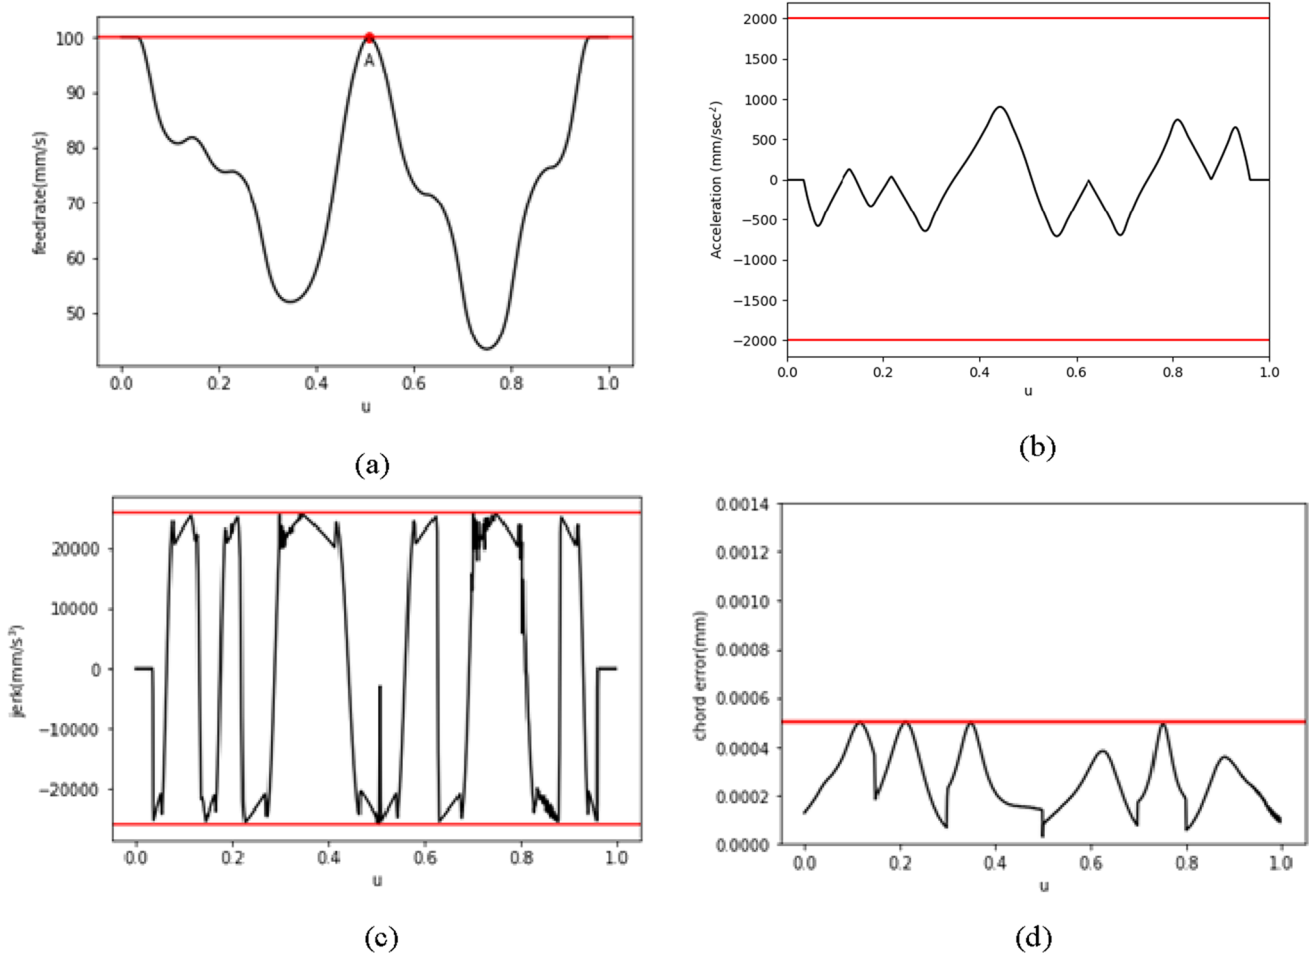 100
90
80
70
60
50
feedrate(mm/s)
A
0.0 0.2 0.4 0.6 0.8 1.0
u
(a)
2000
1500
1000
500
0
−500
−1000
−1500
−2000
Acceleration (mm/sec²)
0.0 0.2 0.4 0.6 0.8 1.0
u
(b)
20000
10000
0
−10000
−20000
jerk(mm/s³)
0.0 0.2 0.4 0.6 0.8 1.0
u
(c)
0.0014
0.0012
0.0010
0.0008
0.0006
0.0004
0.0002
0.0000
chord error(mm)
0.0 0.2 0.4 0.6 0.8 1.0
u
(d)